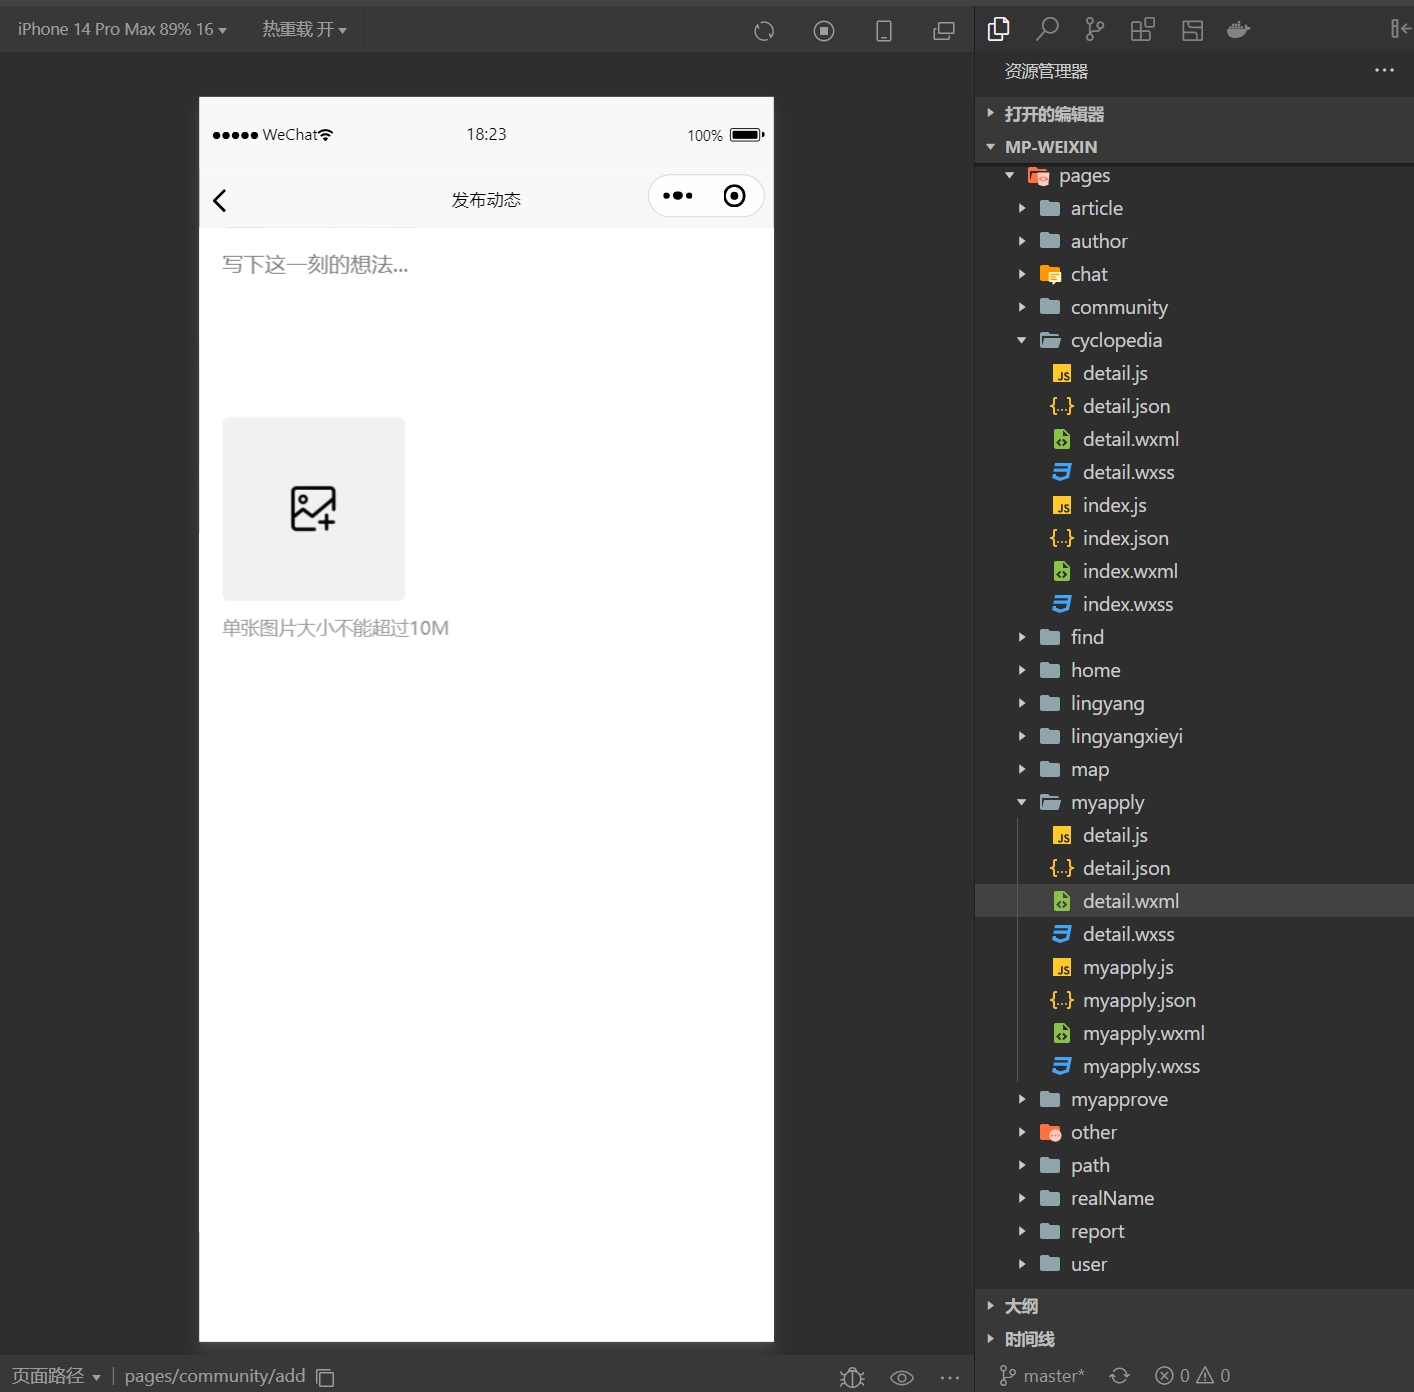 iPhone 14 Pro Max 89% 16
热重载 开
WeChat
18:23
100%
发布动态
写下这一刻的想法...
单张图片大小不能超过10M
页面路径
pages/community/add
资源管理器
打开的编辑器
MP-WEIXIN
pages
article
author
chat
community
cyclopedia
detail.js
detail.json
detail.wxml
detail.wxss
index.js
index.json
index.wxml
index.wxss
find
home
lingyang
lingyangxieyi
map
myapply
detail.js
detail.json
detail.wxml
detail.wxss
myapply.js
myapply.json
myapply.wxml
myapply.wxss
myapprove
other
path
realName
report
user
大纲
时间线
master*
0
0